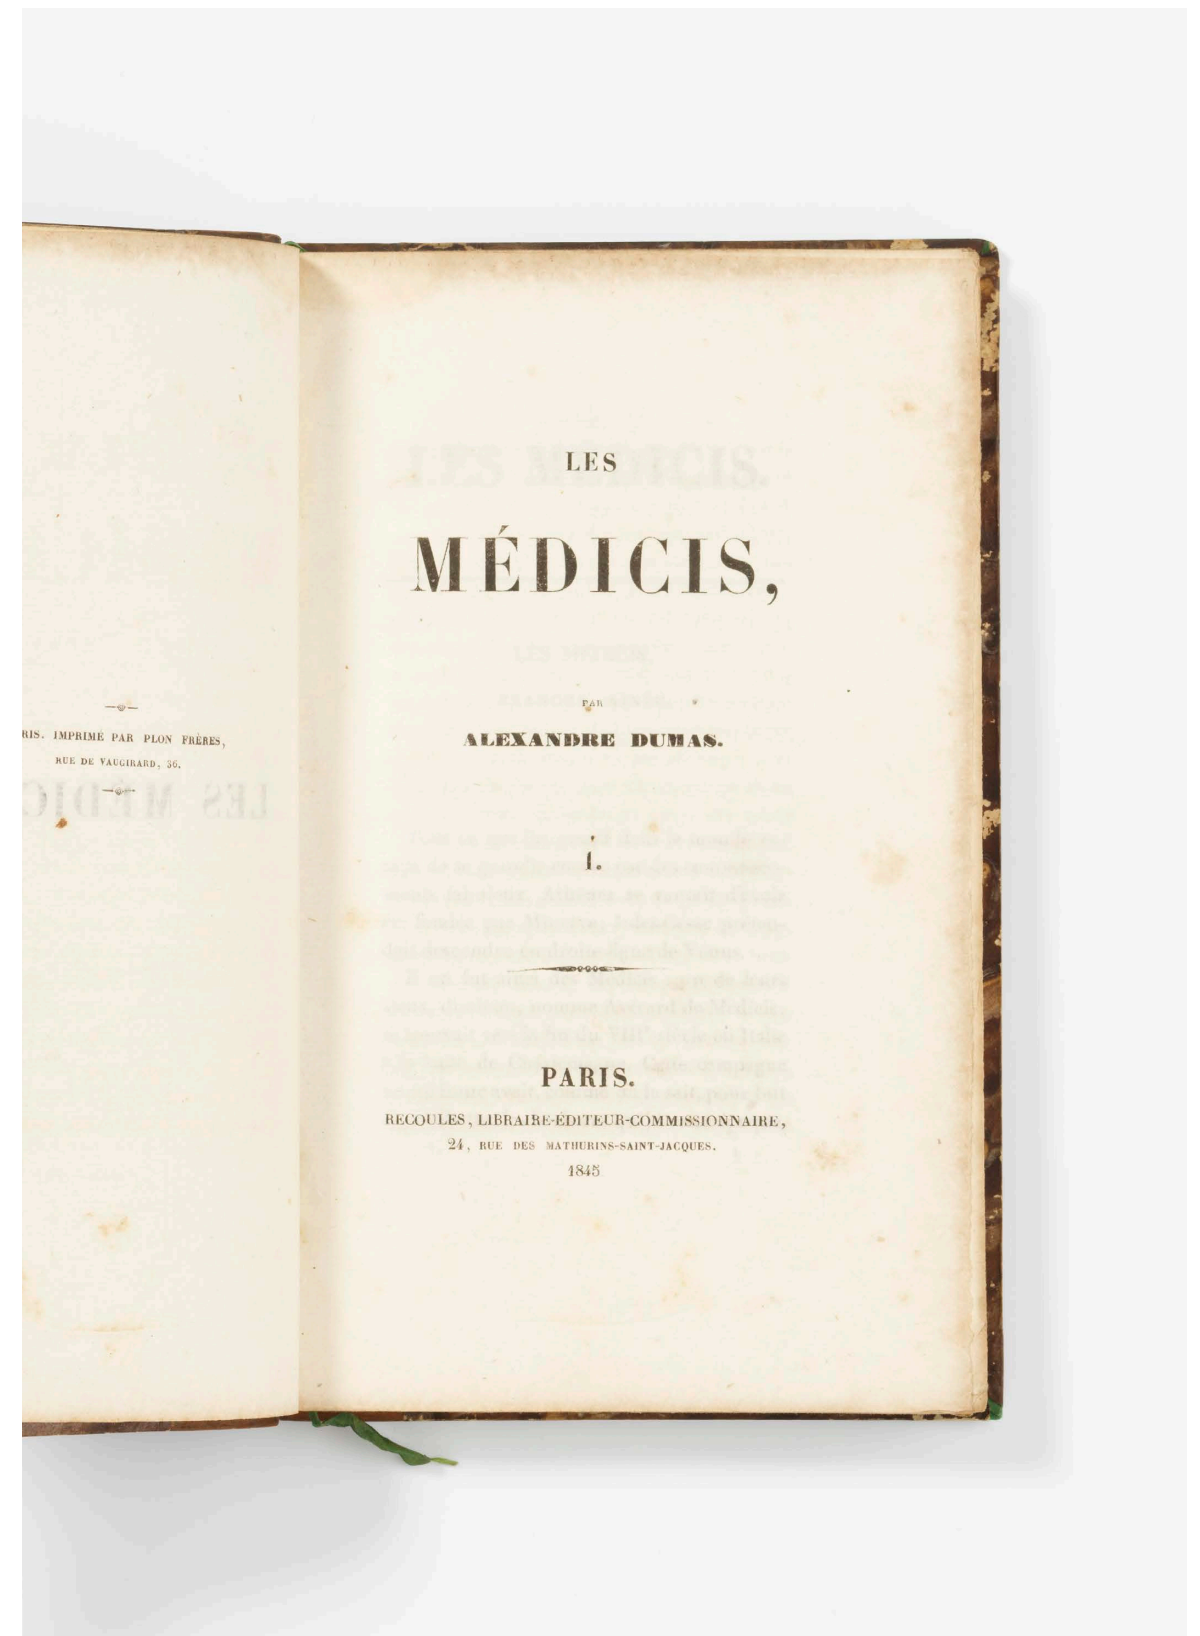 IMPRIMÉ PAR PLON FRÈRES,
RUE DE VAUGIRARD, 36.
LES
MÉDICIS,
PAR
ALEXANDRE DUMAS.
I.
PARIS.
RECOULES, LIBRAIRE-ÉDITEUR-COMMISSIONNAIRE,
24, RUE DES MATHURINS-SAINT-JACQUES.
1845